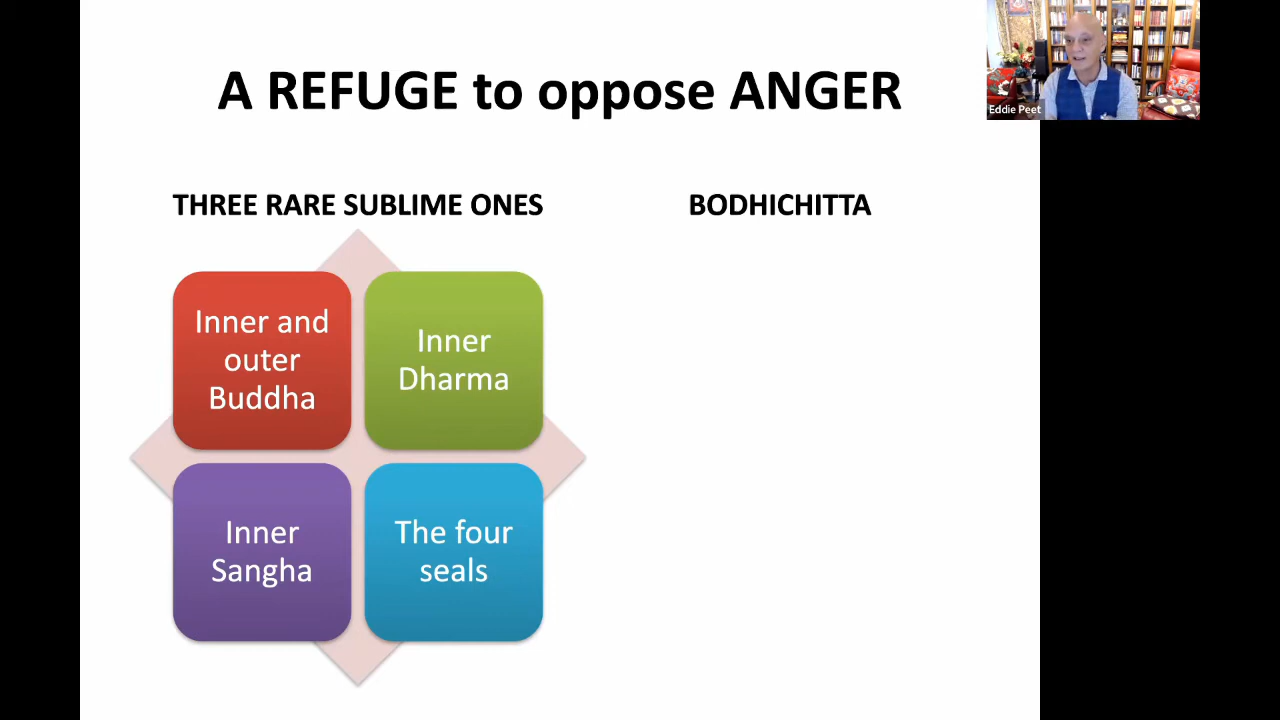 A REFUGE to oppose ANGER
Eddie Peet
THREE RARE SUBLIME ONES
BODHICHITTA
Inner and
outer
Buddha
Inner
Dharma
Inner
Sangha
The four
seals